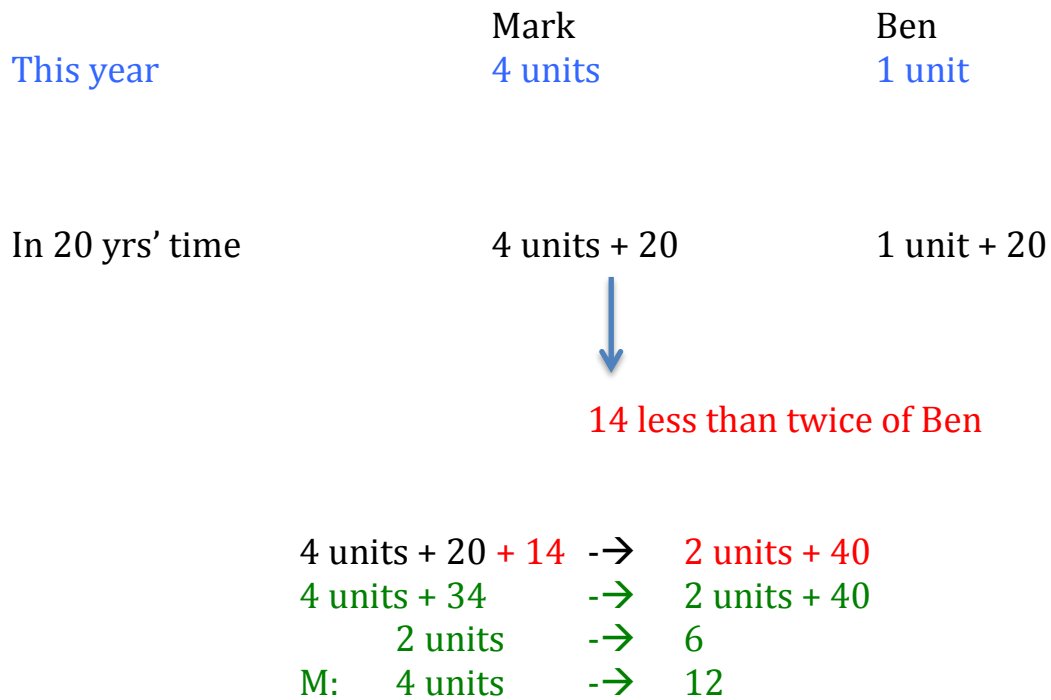 Mark Ben
This year 4 units 1 unit
In 20 yrs’ time 4 units + 20 1 unit + 20
14 less than twice of Ben
4 units + 20 + 14 -→ 2 units + 40
4 units + 34 -→ 2 units + 40
2 units -→ 6
M: 4 units -→ 12